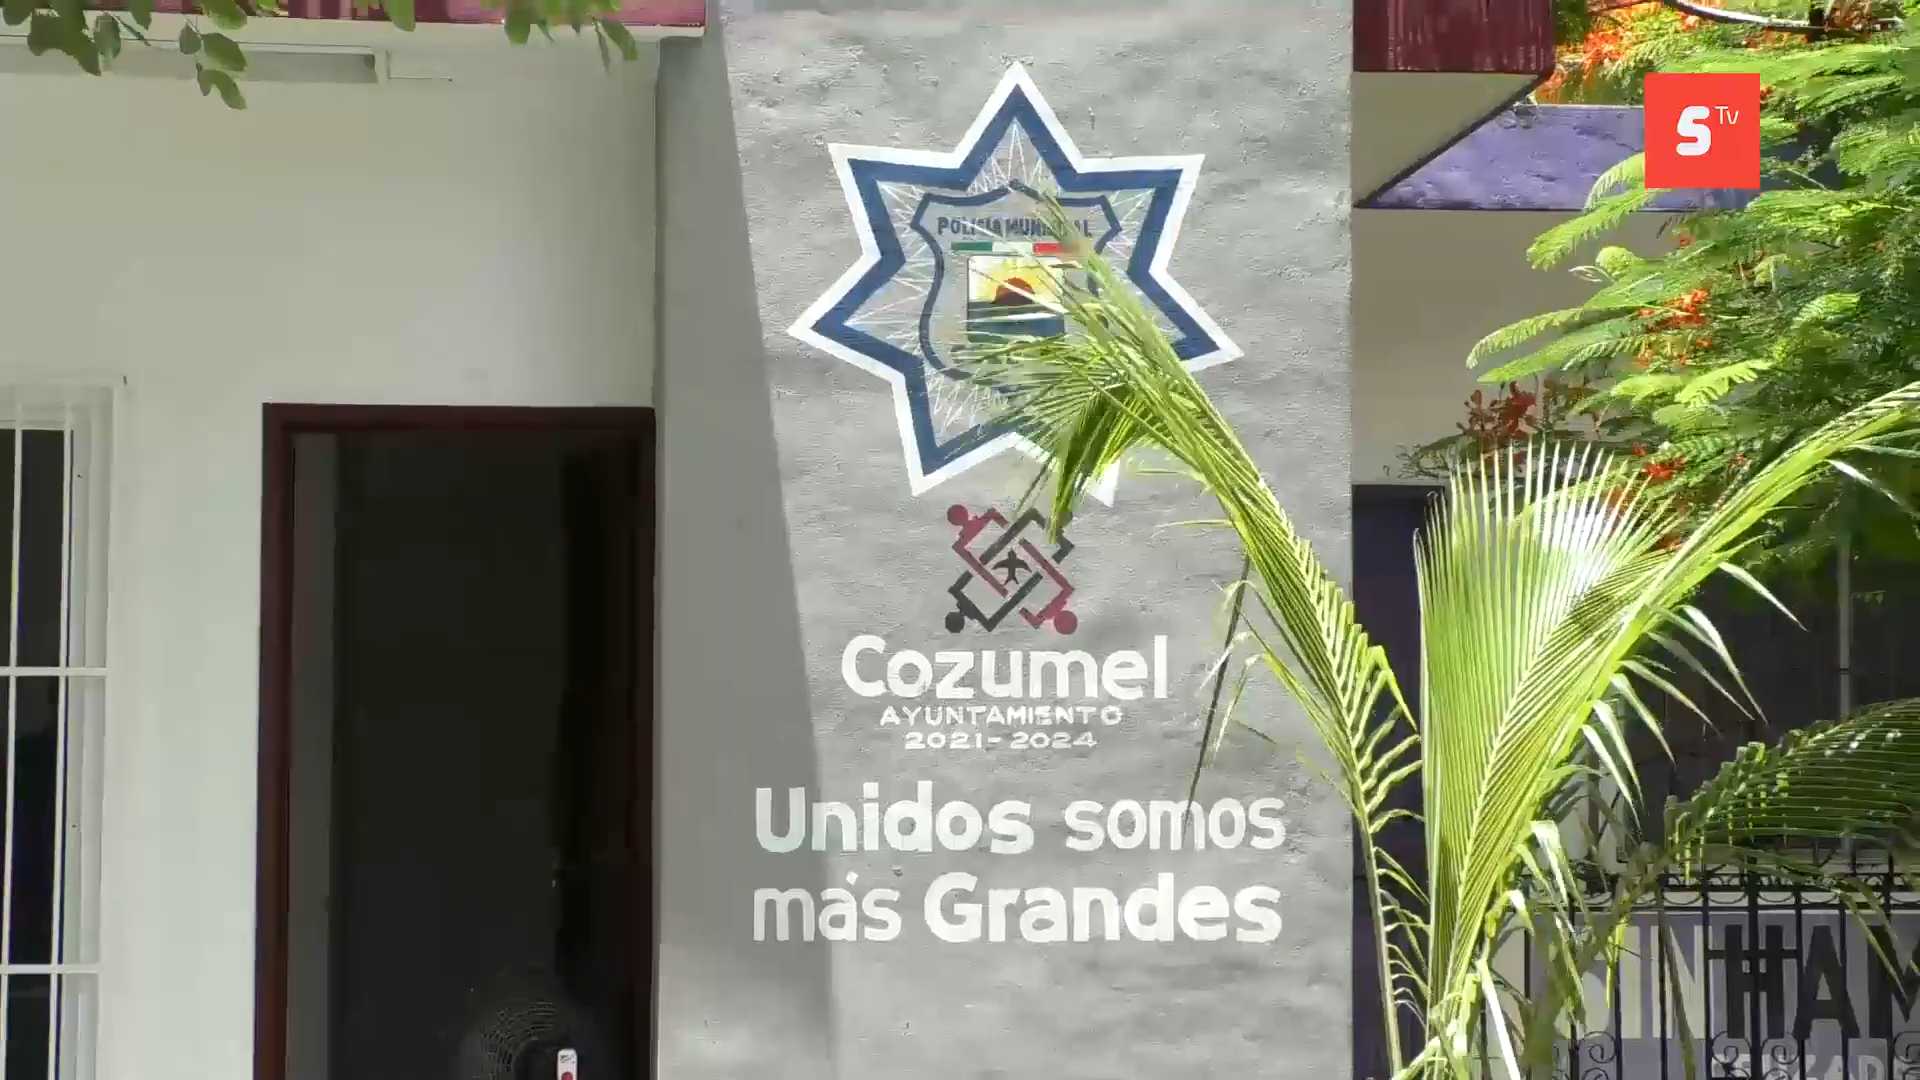 S Tv
POLICIA MUNICIPAL
Cozumel
AYUNTAMIENTO
2021-2024
Unidos somos
más Grandes